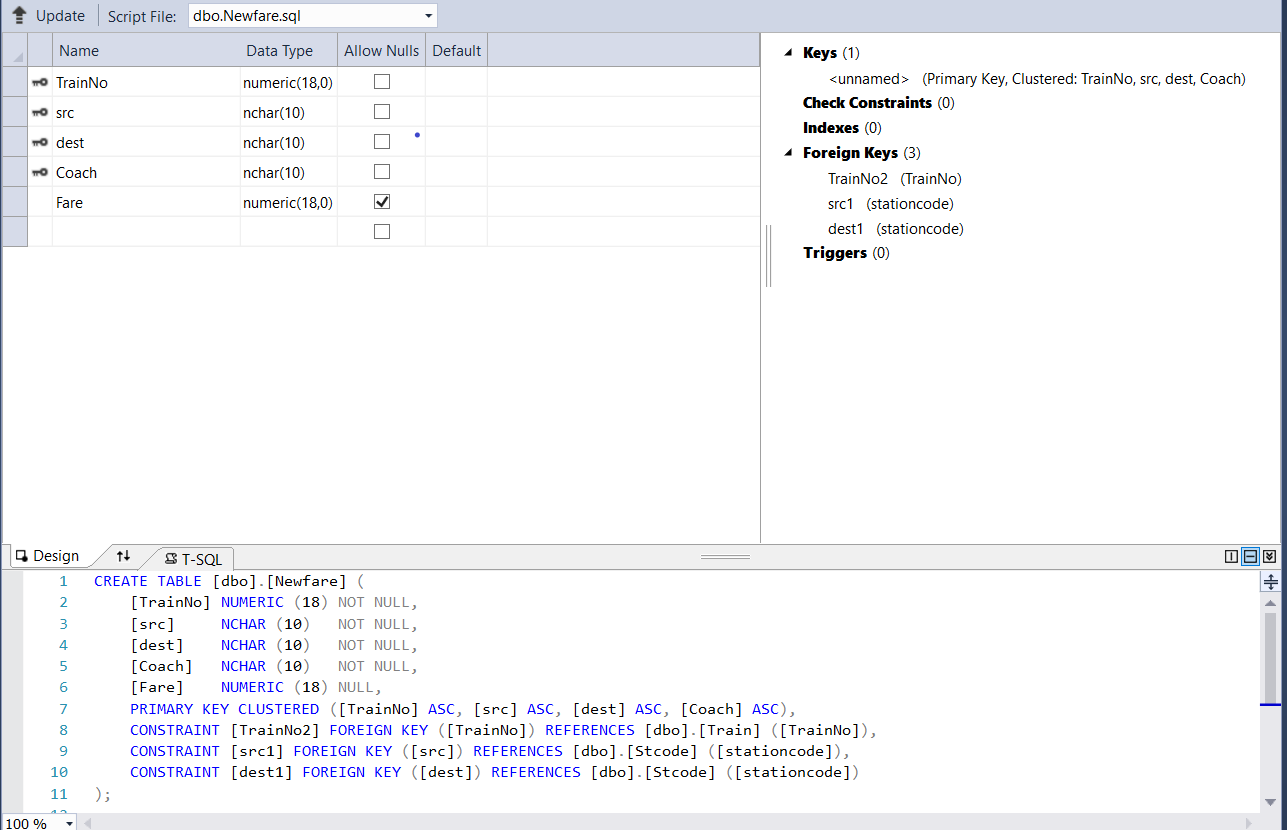 Update Script File: dbo.Newfare.sql
Name Data Type Allow Nulls Default
TrainNo numeric(18,0)
src nchar(10)
dest nchar(10)
Coach nchar(10)
Fare numeric(18,0)
Keys (1)
<unnamed> (Primary Key, Clustered: TrainNo, src, dest, Coach)
Check Constraints (0)
Indexes (0)
Foreign Keys (3)
TrainNo2 (TrainNo)
src1 (stationcode)
dest1 (stationcode)
Triggers (0)
Design T-SQL
1 CREATE TABLE [dbo].[Newfare] (
2 [TrainNo] NUMERIC (18) NOT NULL,
3 [src] NCHAR (10) NOT NULL,
4 [dest] NCHAR (10) NOT NULL,
5 [Coach] NCHAR (10) NOT NULL,
6 [Fare] NUMERIC (18) NULL,
7 PRIMARY KEY CLUSTERED ([TrainNo] ASC, [src] ASC, [dest] ASC, [Coach] ASC),
8 CONSTRAINT [TrainNo2] FOREIGN KEY ([TrainNo]) REFERENCES [dbo].[Train] ([TrainNo]),
9 CONSTRAINT [src1] FOREIGN KEY ([src]) REFERENCES [dbo].[Stcode] ([stationcode]),
10 CONSTRAINT [dest1] FOREIGN KEY ([dest]) REFERENCES [dbo].[Stcode] ([stationcode])
11 );
100 %